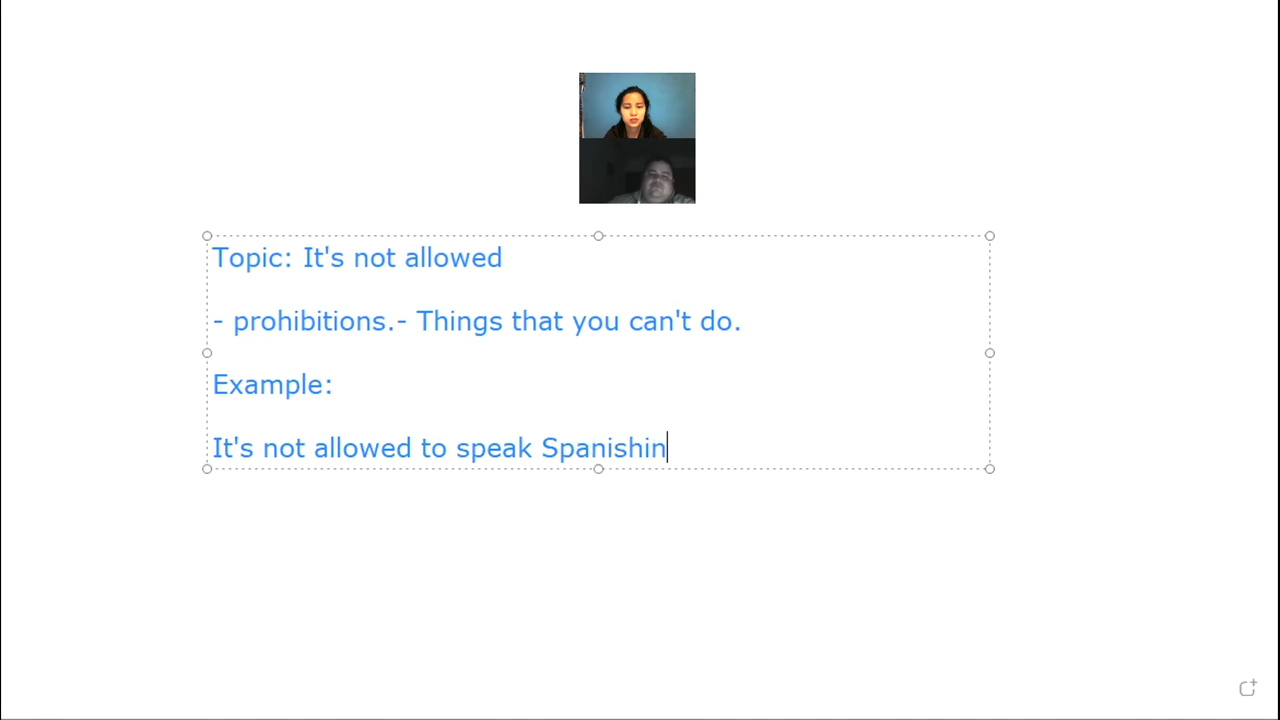 Topic: It's not allowed
- prohibitions.- Things that you can't do.
Example:
It's not allowed to speak Spanishin